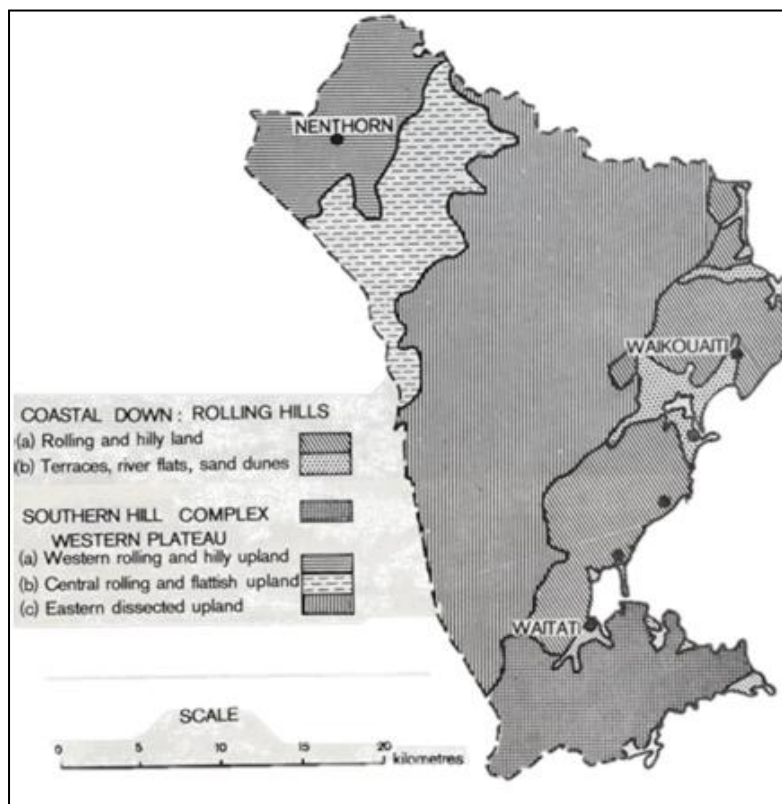 NENTHORN
WAIKOUAITI
COASTAL DOWN : ROLLING HILLS
(a) Rolling and hilly land
(b) Terraces, river flats, sand dunes
SOUTHERN HILL COMPLEX
WESTERN PLATEAU
(a) Western rolling and hilly upland
(b) Central rolling and flattish upland
(c) Eastern dissected upland
WAITATI
SCALE
0 5 10 15 20 kilometres